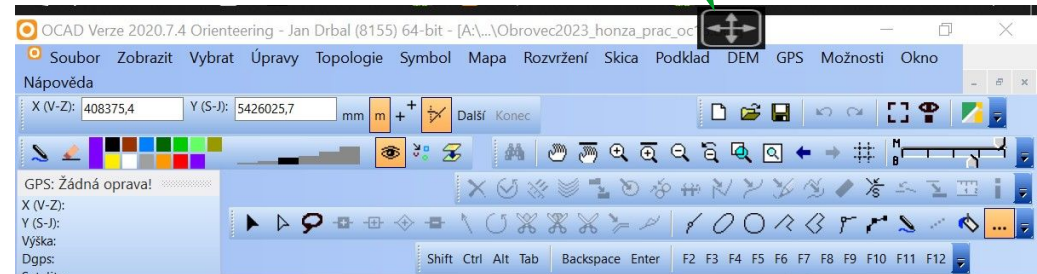 OCAD Verze 2020.7.4 Orienteering - Jan Drbal (8155) 64-bit - [A:\...\Obrovec2023_honza_prac_oc
Soubor Zobrazit Vybrat Úpravy Topologie Symbol Mapa Rozvržení Skica Podklad DEM GPS Možnosti Okno
Nápověda
X (V-Z): 408375,4 Y (S-J): 5426025,7 mm m Další Konec
M
B
GPS: Žádná oprava!
X (V-Z):
Y (S-J):
Výška:
Dgps:
Shift Ctrl Alt Tab Backspace Enter F2 F3 F4 F5 F6 F7 F8 F9 F10 F11 F12